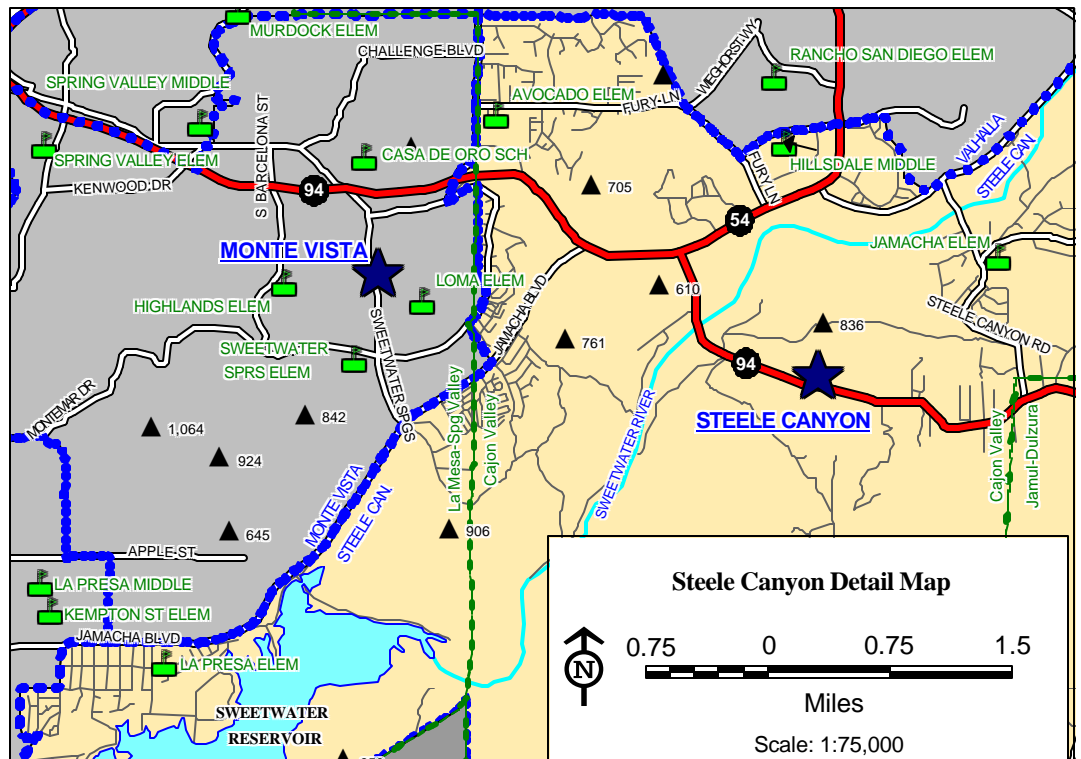 MURDOCK ELEM
CHALLENGE BLVD
RANCHO SAN DIEGO ELEM
SPRING VALLEY MIDDLE
WIEGHORST WY
AVOCADO ELEM
FURY LN
S BARCELONA ST
SPRING VALLEY ELEM
CASA DE ORO SCH
VALHALLA
STEELE CAN.
HILLSDALE MIDDLE
FURY LN
KENWOOD DR
94
705
54
MONTE VISTA
JAMACHA ELEM
LOMA ELEM
HIGHLANDS ELEM
610
JAMACHA BLVD
SWEETWATER SPGS
STEELE CANYON RD
836
SWEETWATER
SPRS ELEM
761
94
MONTEMAR DR
842
STEELE CANYON
1,064
924
La Mesa-Spg Valley
Cajon Valley
SWEETWATER RIVER
Cajon Valley
Jamul-Dulzura
645
MONTE VISTA
STEELE CAN.
906
APPLE ST
LA PRESA MIDDLE
KEMPTON ST ELEM
JAMACHA BLVD
LA PRESA ELEM
SWEETWATER
RESERVOIR
Steele Canyon Detail Map
N
0.75 0 0.75 1.5
Miles
Scale: 1:75,000